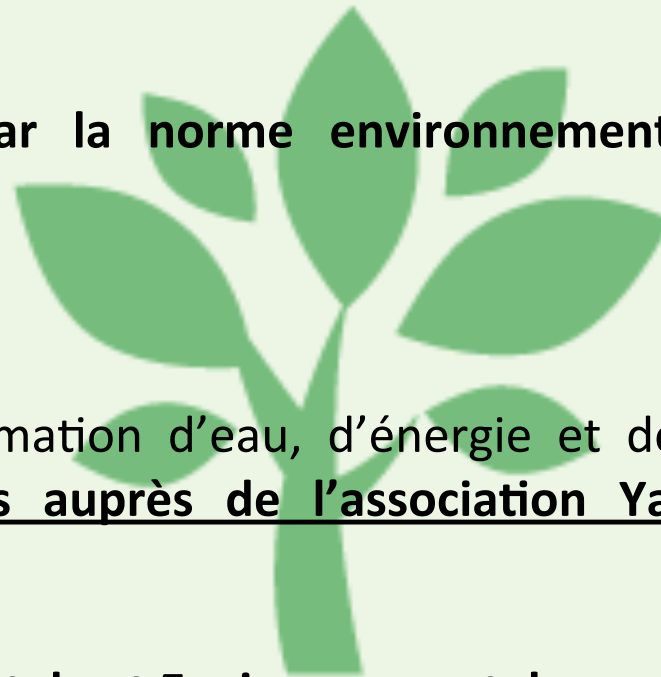 ar la norme environnement
mation d’eau, d’énergie et de
s auprès de l’association Ya